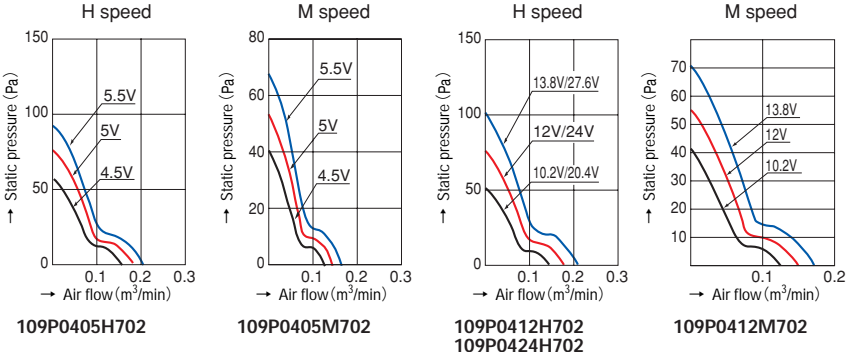 H speed
150
100
50
0
0.1
0.2
0.3
→ Static pressure (Pa)
→ Air flow (m³/min)
5.5V
5V
4.5V
109P0405H702
M speed
80
60
40
20
0
0.1
0.2
0.3
→ Static pressure (Pa)
→ Air flow (m³/min)
5.5V
5V
4.5V
109P0405M702
H speed
150
100
50
0
0.1
0.2
0.3
→ Static pressure (Pa)
→ Air flow (m³/min)
13.8V/27.6V
12V/24V
10.2V/20.4V
109P0412H702
109P0424H702
M speed
70
60
50
40
30
20
10
0.1
0.2
→ Static pressure (Pa)
→ Air flow (m³/min)
13.8V
12V
10.2V
109P0412M702